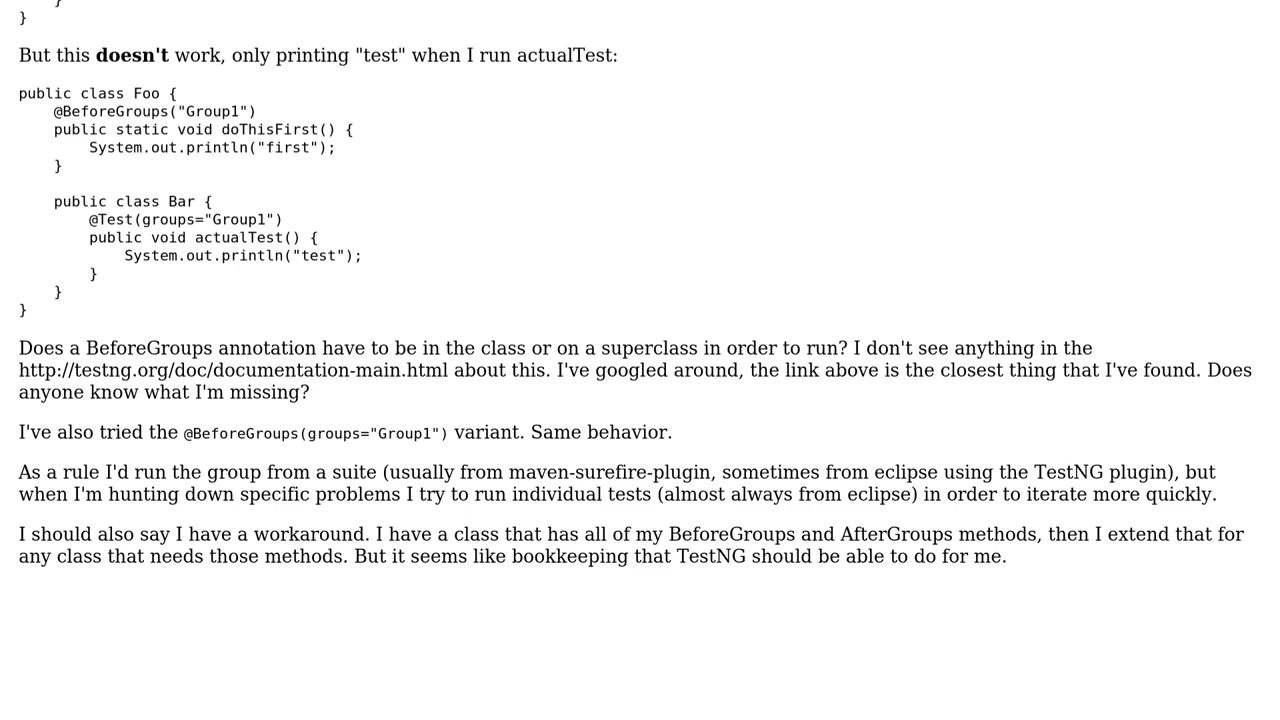 }
But this doesn't work, only printing "test" when I run actualTest:
public class Foo {
    @BeforeGroups("Group1")
    public static void doThisFirst() {
        System.out.println("first");
    }
    public class Bar {
        @Test(groups="Group1")
        public void actualTest() {
            System.out.println("test");
        }
    }
}
Does a BeforeGroups annotation have to be in the class or on a superclass in order to run? I don't see anything in the
http://testng.org/doc/documentation-main.html about this. I've googled around, the link above is the closest thing that I've found. Does
anyone know what I'm missing?
I've also tried the @BeforeGroups(groups="Group1") variant. Same behavior.
As a rule I'd run the group from a suite (usually from maven-surefire-plugin, sometimes from eclipse using the TestNG plugin), but
when I'm hunting down specific problems I try to run individual tests (almost always from eclipse) in order to iterate more quickly.
I should also say I have a workaround. I have a class that has all of my BeforeGroups and AfterGroups methods, then I extend that for
any class that needs those methods. But it seems like bookkeeping that TestNG should be able to do for me.